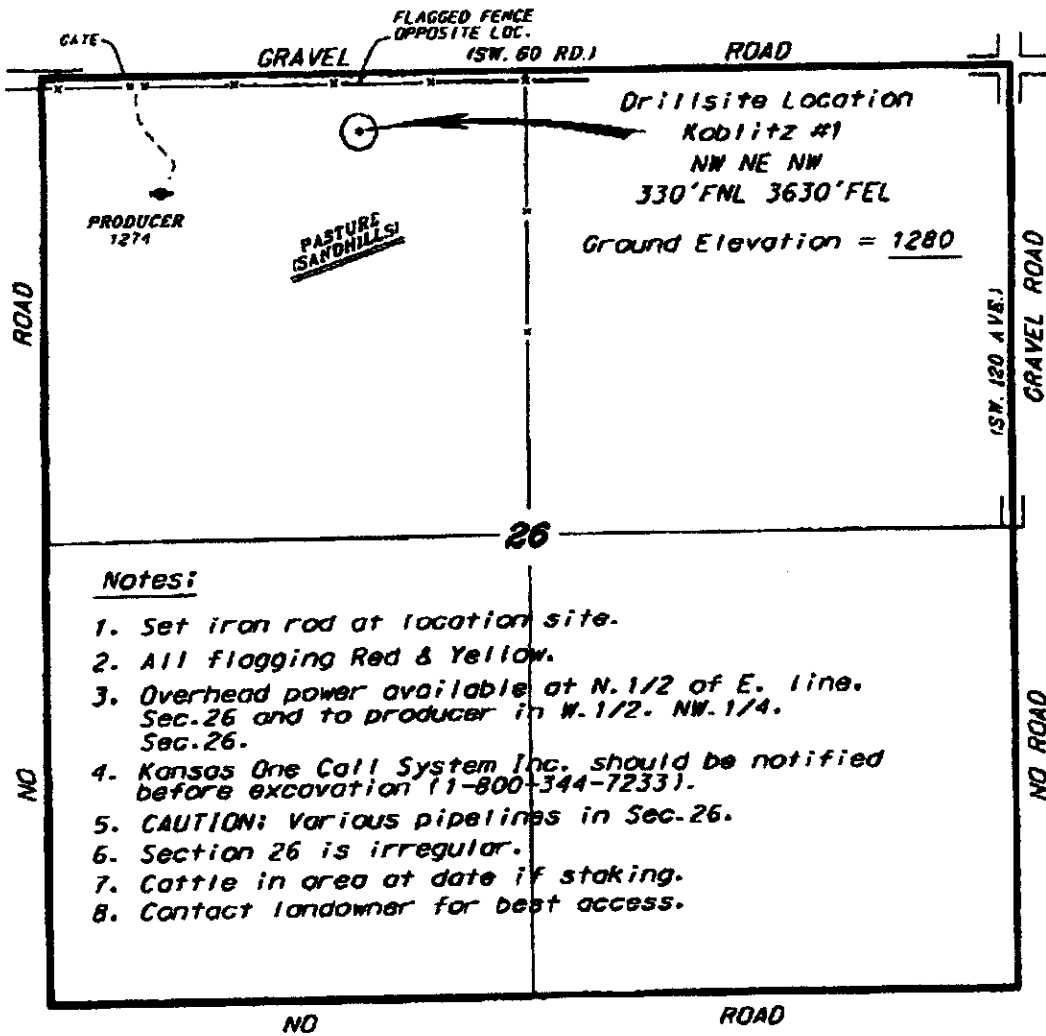 FLAGGED FENCE
OPPOSITE LOC.
GATE
GRAVEL
(SW. 60 RD.)
ROAD
Drillsite Location
Koblitz #1
NW NE NW
330'FNL 3630'FEL
Ground Elevation = 1280
PRODUCER
1274
PASTURE
(SANDHILLS)
ROAD
(SW. 120 AVE.)
GRAVEL ROAD
26
Notes:
1. Set iron rod at location site.
2. All flagging Red & Yellow.
3. Overhead power available at N.1/2 of E. line.
Sec.26 and to producer in W.1/2. NW.1/4.
Sec.26.
4. Kansas One Call System Inc. should be notified
before excavation (1-800-344-7233).
5. CAUTION: Various pipelines in Sec.26.
6. Section 26 is irregular.
7. Cattle in area at date if staking.
8. Contact landowner for best access.
NO
NO ROAD
NO
ROAD